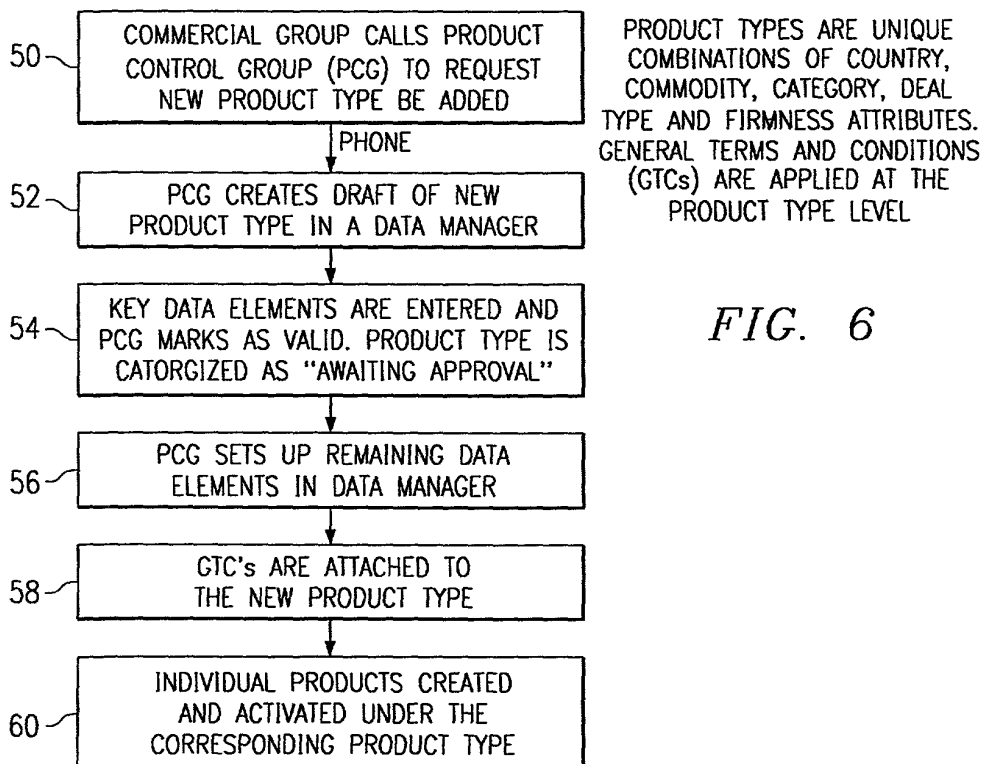 50
COMMERCIAL GROUP CALLS PRODUCT
CONTROL GROUP (PCG) TO REQUEST
NEW PRODUCT TYPE BE ADDED
PHONE
52
PCG CREATES DRAFT OF NEW
PRODUCT TYPE IN A DATA MANAGER
54
KEY DATA ELEMENTS ARE ENTERED AND
PCG MARKS AS VALID. PRODUCT TYPE IS
CATORGIZED AS "AWAITING APPROVAL"
56
PCG SETS UP REMAINING DATA
ELEMENTS IN DATA MANAGER
58
GTC's ARE ATTACHED TO
THE NEW PRODUCT TYPE
60
INDIVIDUAL PRODUCTS CREATED
AND ACTIVATED UNDER THE
CORRESPONDING PRODUCT TYPE
PRODUCT TYPES ARE UNIQUE
COMBINATIONS OF COUNTRY,
COMMODITY, CATEGORY, DEAL
TYPE AND FIRMNESS ATTRIBUTES.
GENERAL TERMS AND CONDITIONS
(GTCs) ARE APPLIED AT THE
PRODUCT TYPE LEVEL
FIG. 6